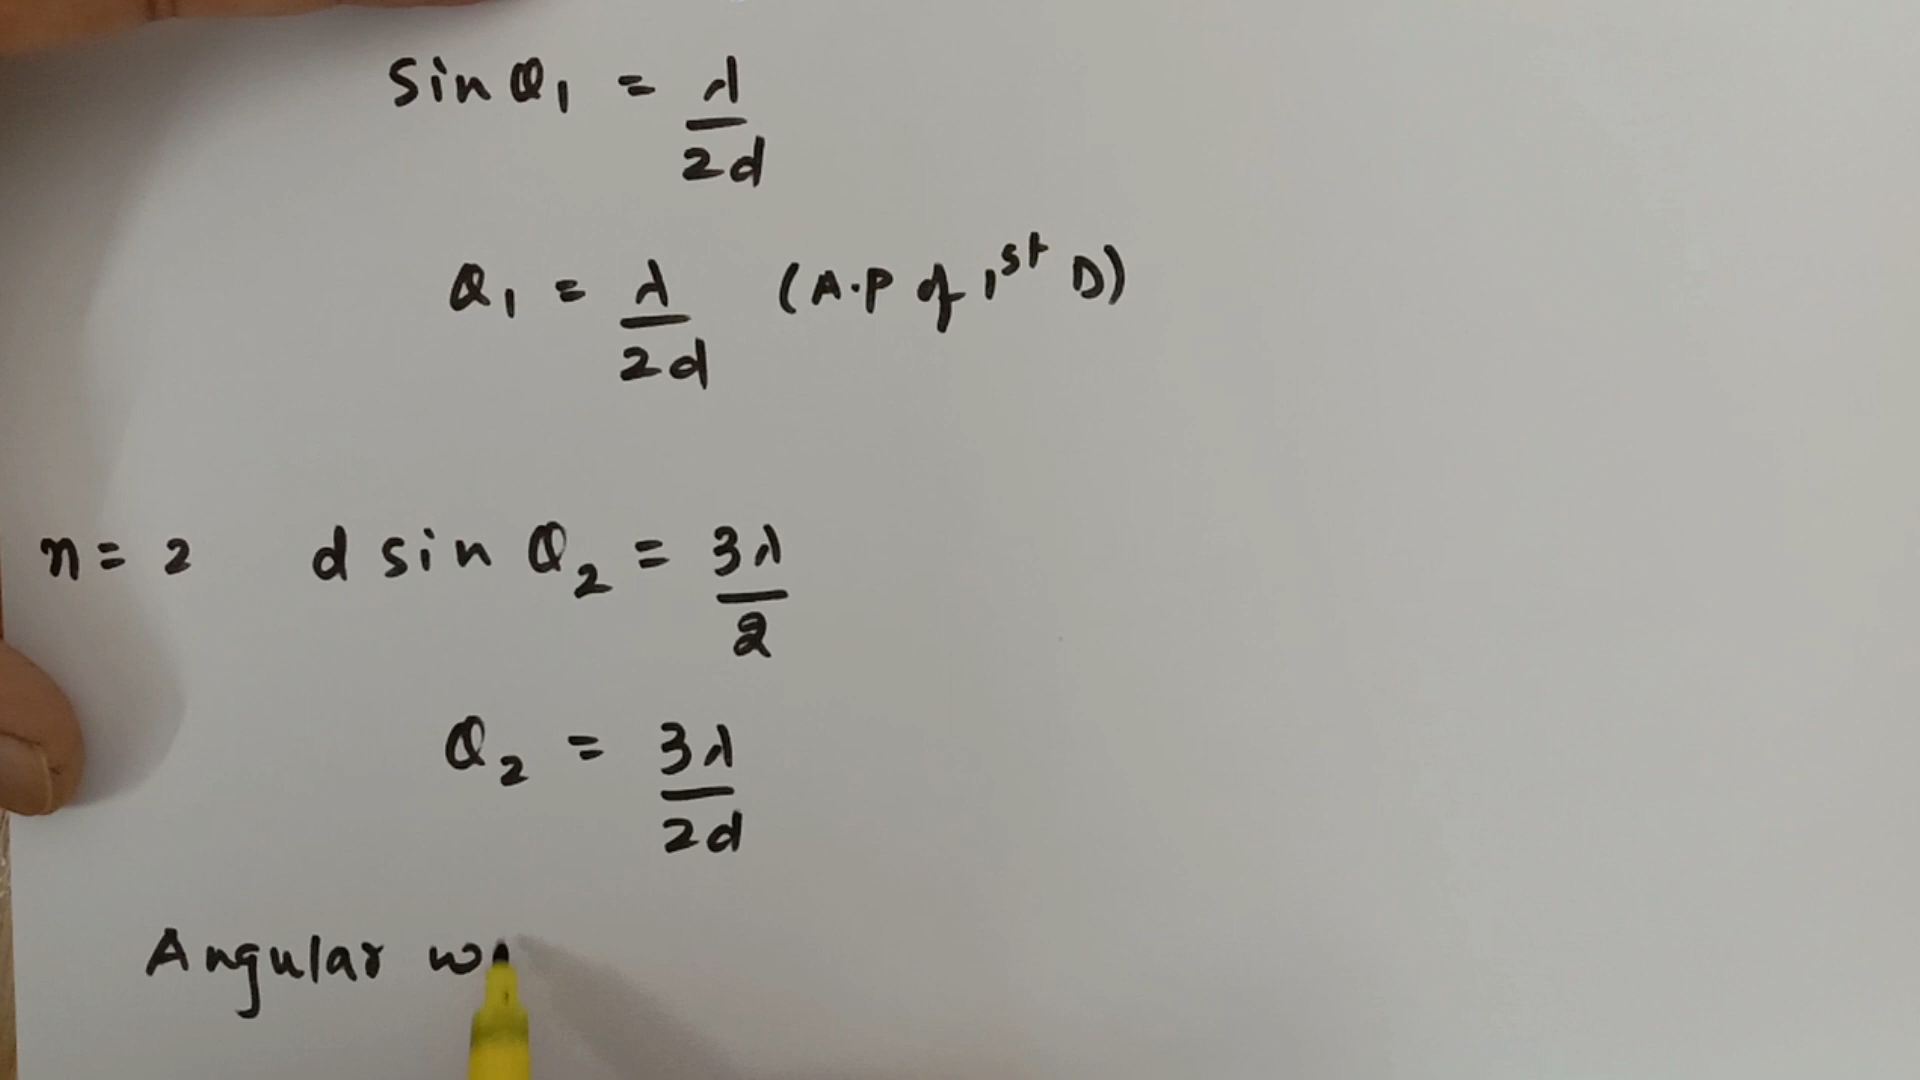 Sin θ₁ = λ/2d
θ₁ = λ/2d (A.P of 1st D)
n = 2 d sin θ₂ = 3λ/2
θ₂ = 3λ/2d
Angular